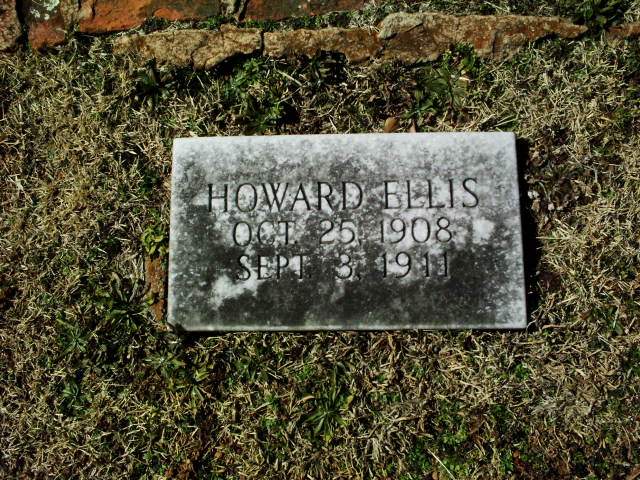 HOWARD ELLIS
OCT. 25, 1908
SEPT. 3, 1911